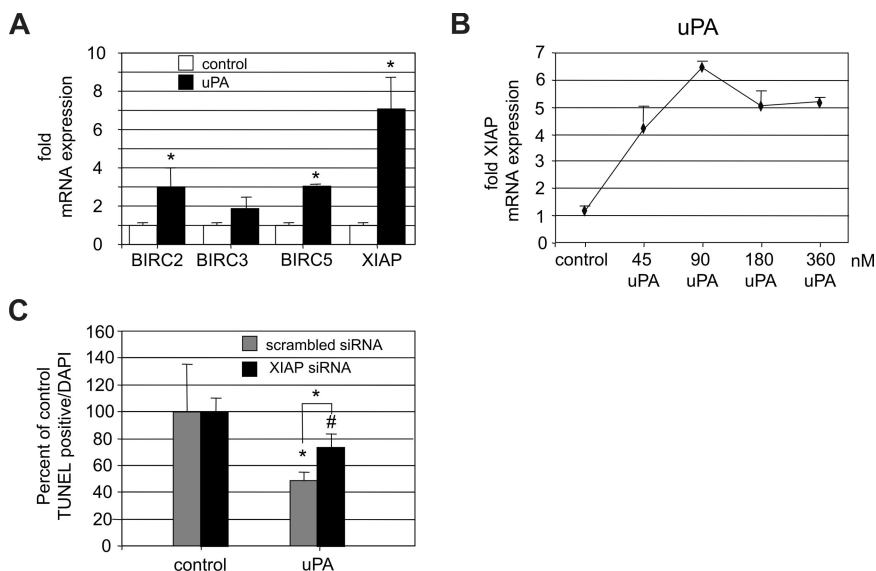 A
control
uPA
fold
mRNA expression
10
8
6
4
2
0
*
*
*
BIRC2 BIRC3 BIRC5 XIAP
B
uPA
fold XIAP
mRNA expression
7
6
5
4
3
2
1
0
control 45 90 180 360 nM
uPA uPA uPA uPA
C
scrambled siRNA
XIAP siRNA
Percent of control
TUNEL positive/DAPI
160
140
120
100
80
60
40
20
0
*
#
*
control uPA